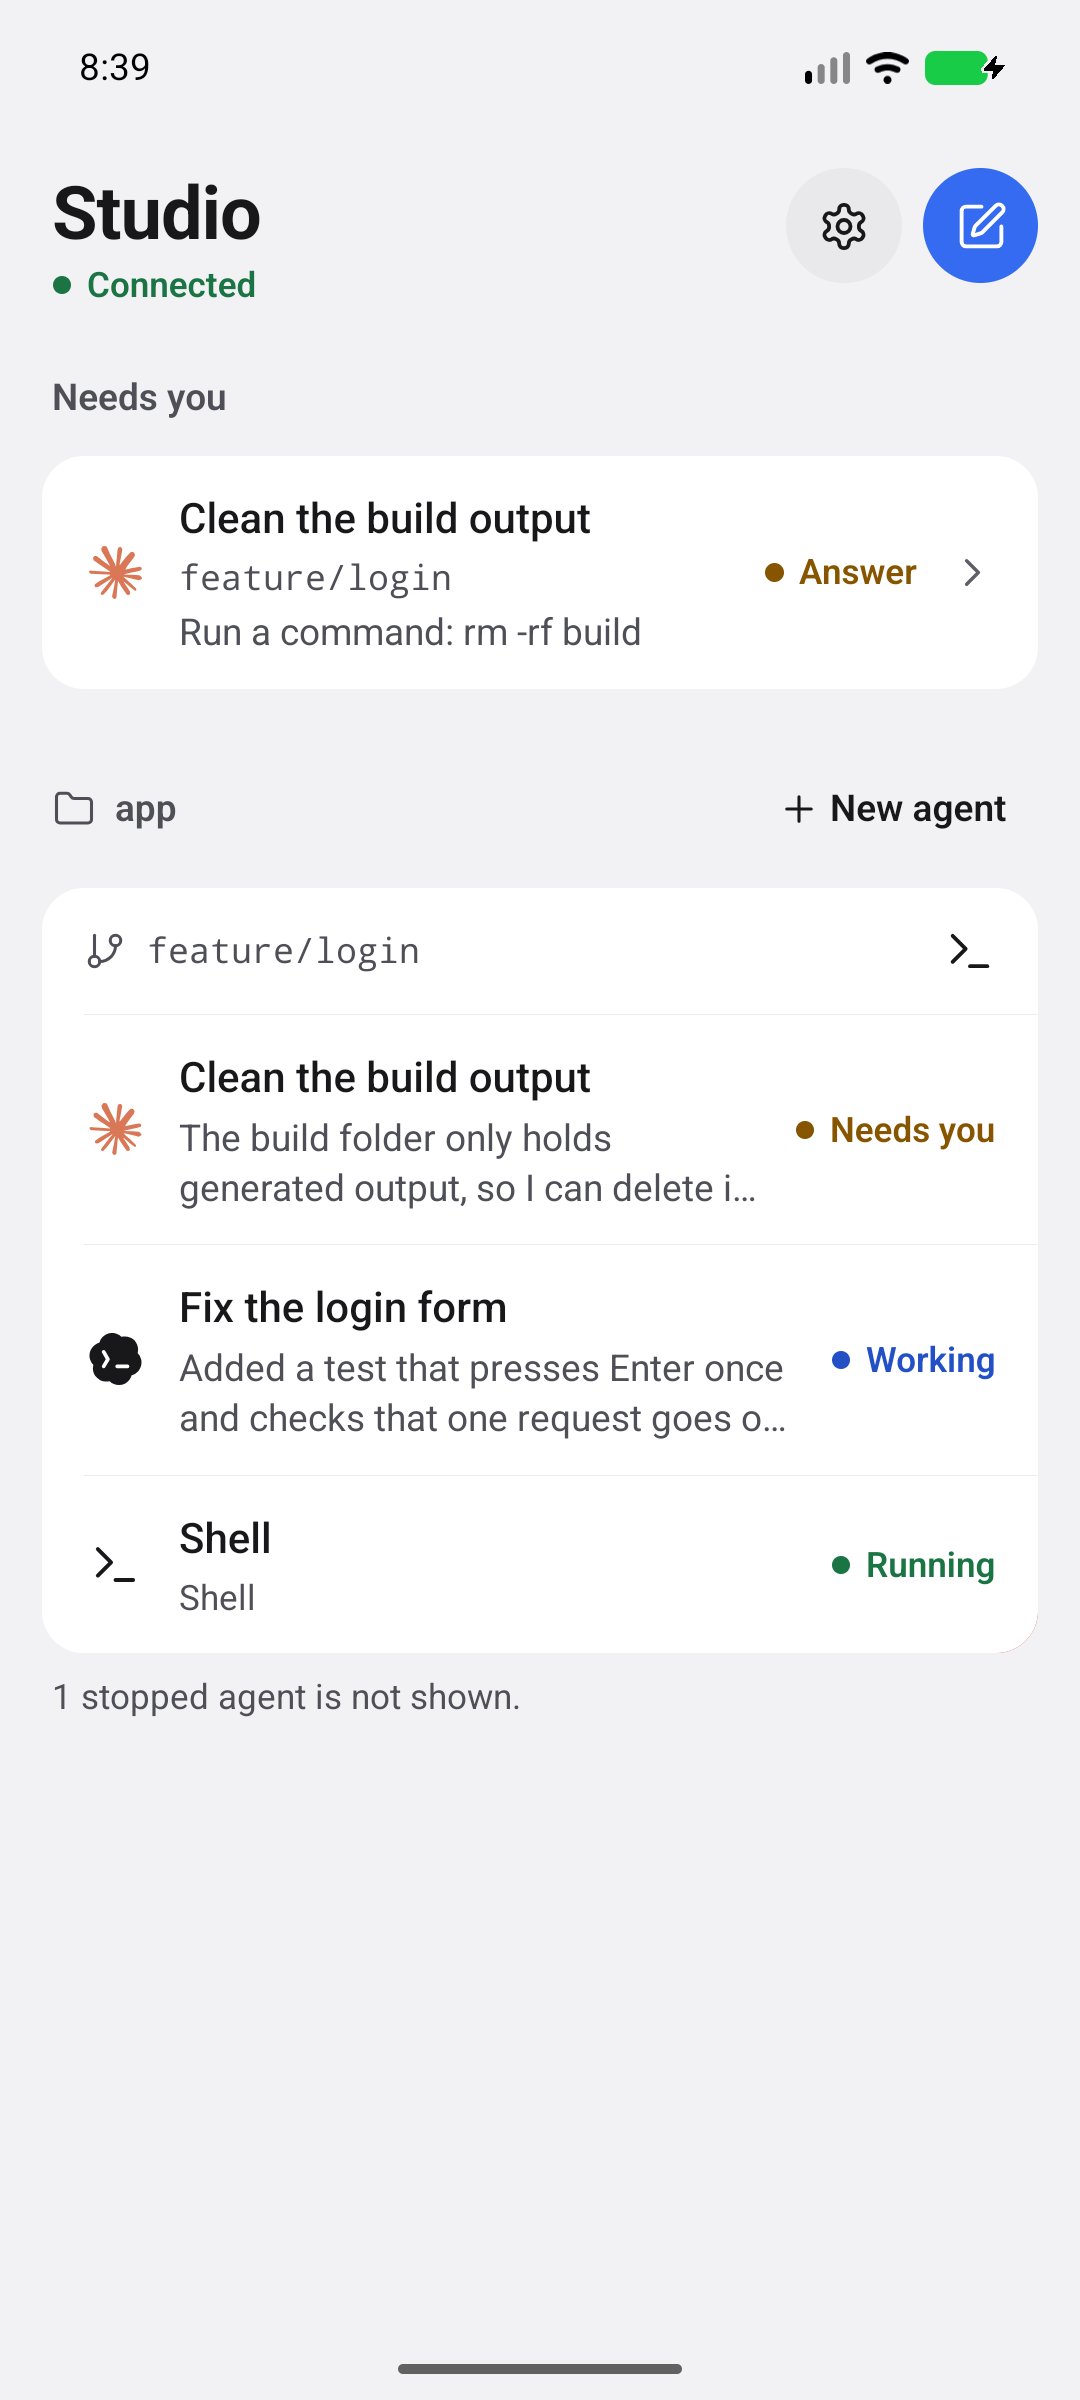 8:39
Studio
Connected
Needs you
Clean the build output
feature/login
Run a command: rm -rf build
Answer
app
New agent
feature/login
Clean the build output
The build folder only holds
generated output, so I can delete i…
Needs you
Fix the login form
Added a test that presses Enter once
and checks that one request goes o…
Working
Shell
Shell
Running
1 stopped agent is not shown.